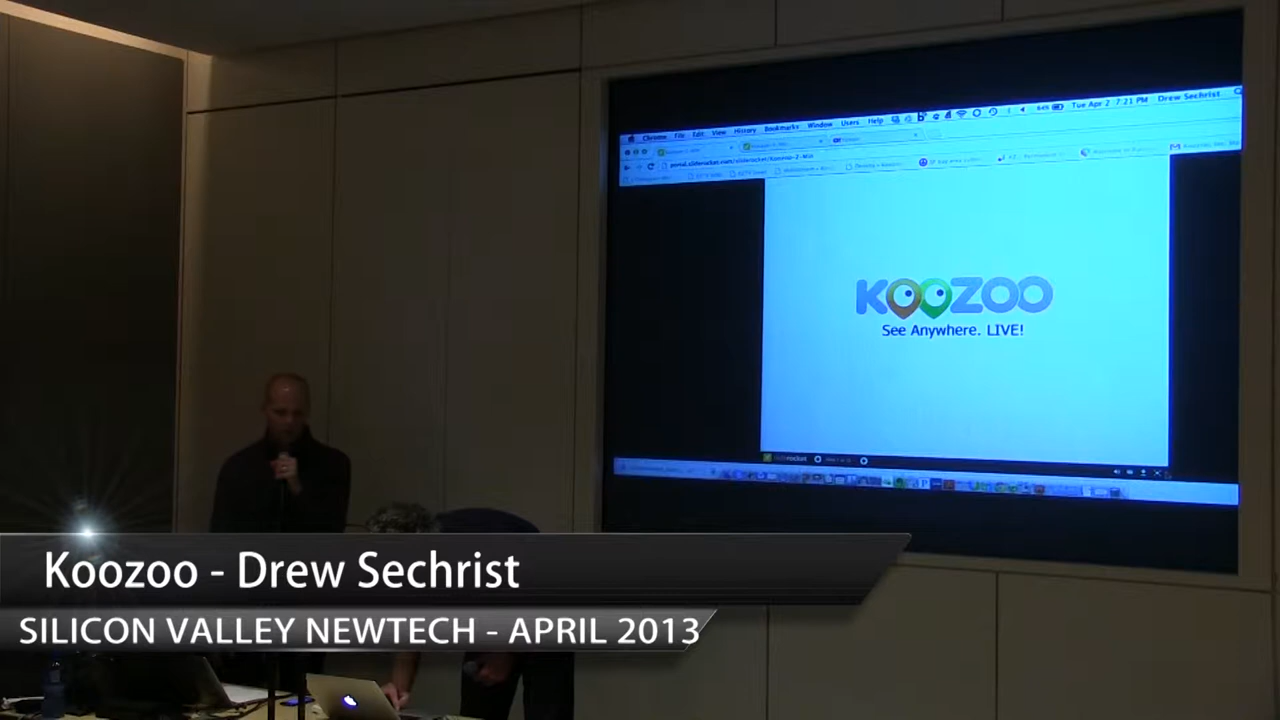 Chrome File Edit View History Bookmarks Window Users Help
Tue Apr 2 7:21 PM Drew Sechrist
KOOZOO
See Anywhere. LIVE!
Koozoo - Drew Sechrist
SILICON VALLEY NEWTECH - APRIL 2013